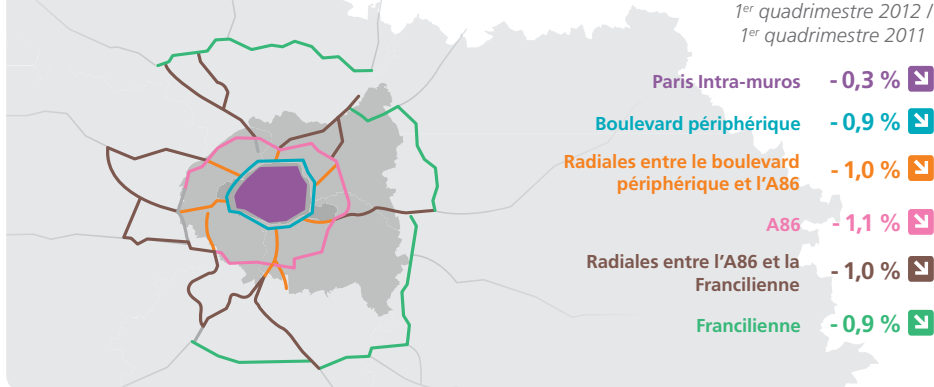 1er quadrimestre 2012 /
1er quadrimestre 2011
Paris Intra-muros - 0,3 %
Boulevard périphérique - 0,9 %
Radiales entre le boulevard
périphérique et l'A86 - 1,0 %
A86 - 1,1 %
Radiales entre l'A86 et la
Francilienne - 1,0 %
Francilienne - 0,9 %